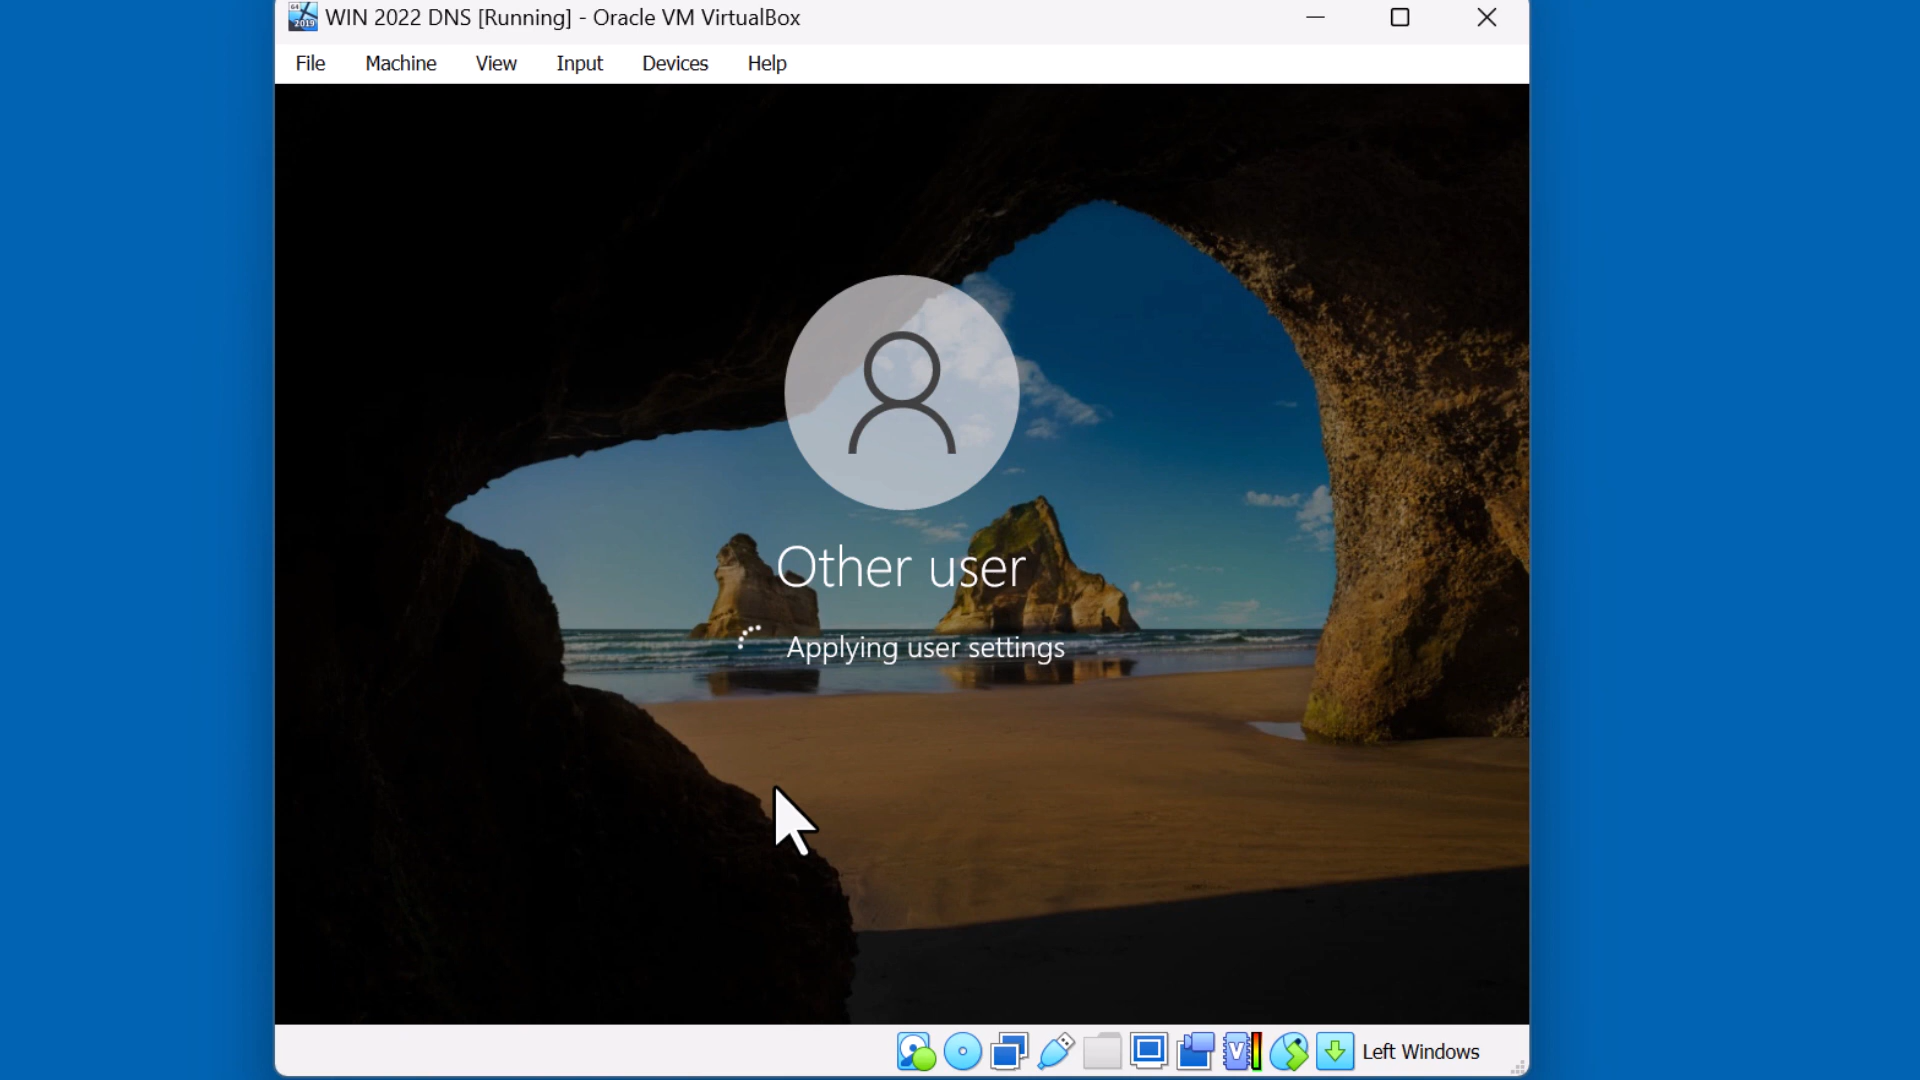 WIN 2022 DNS [Running] - Oracle VM VirtualBox
File Machine View Input Devices Help
Other user
Applying user settings
Left Windows